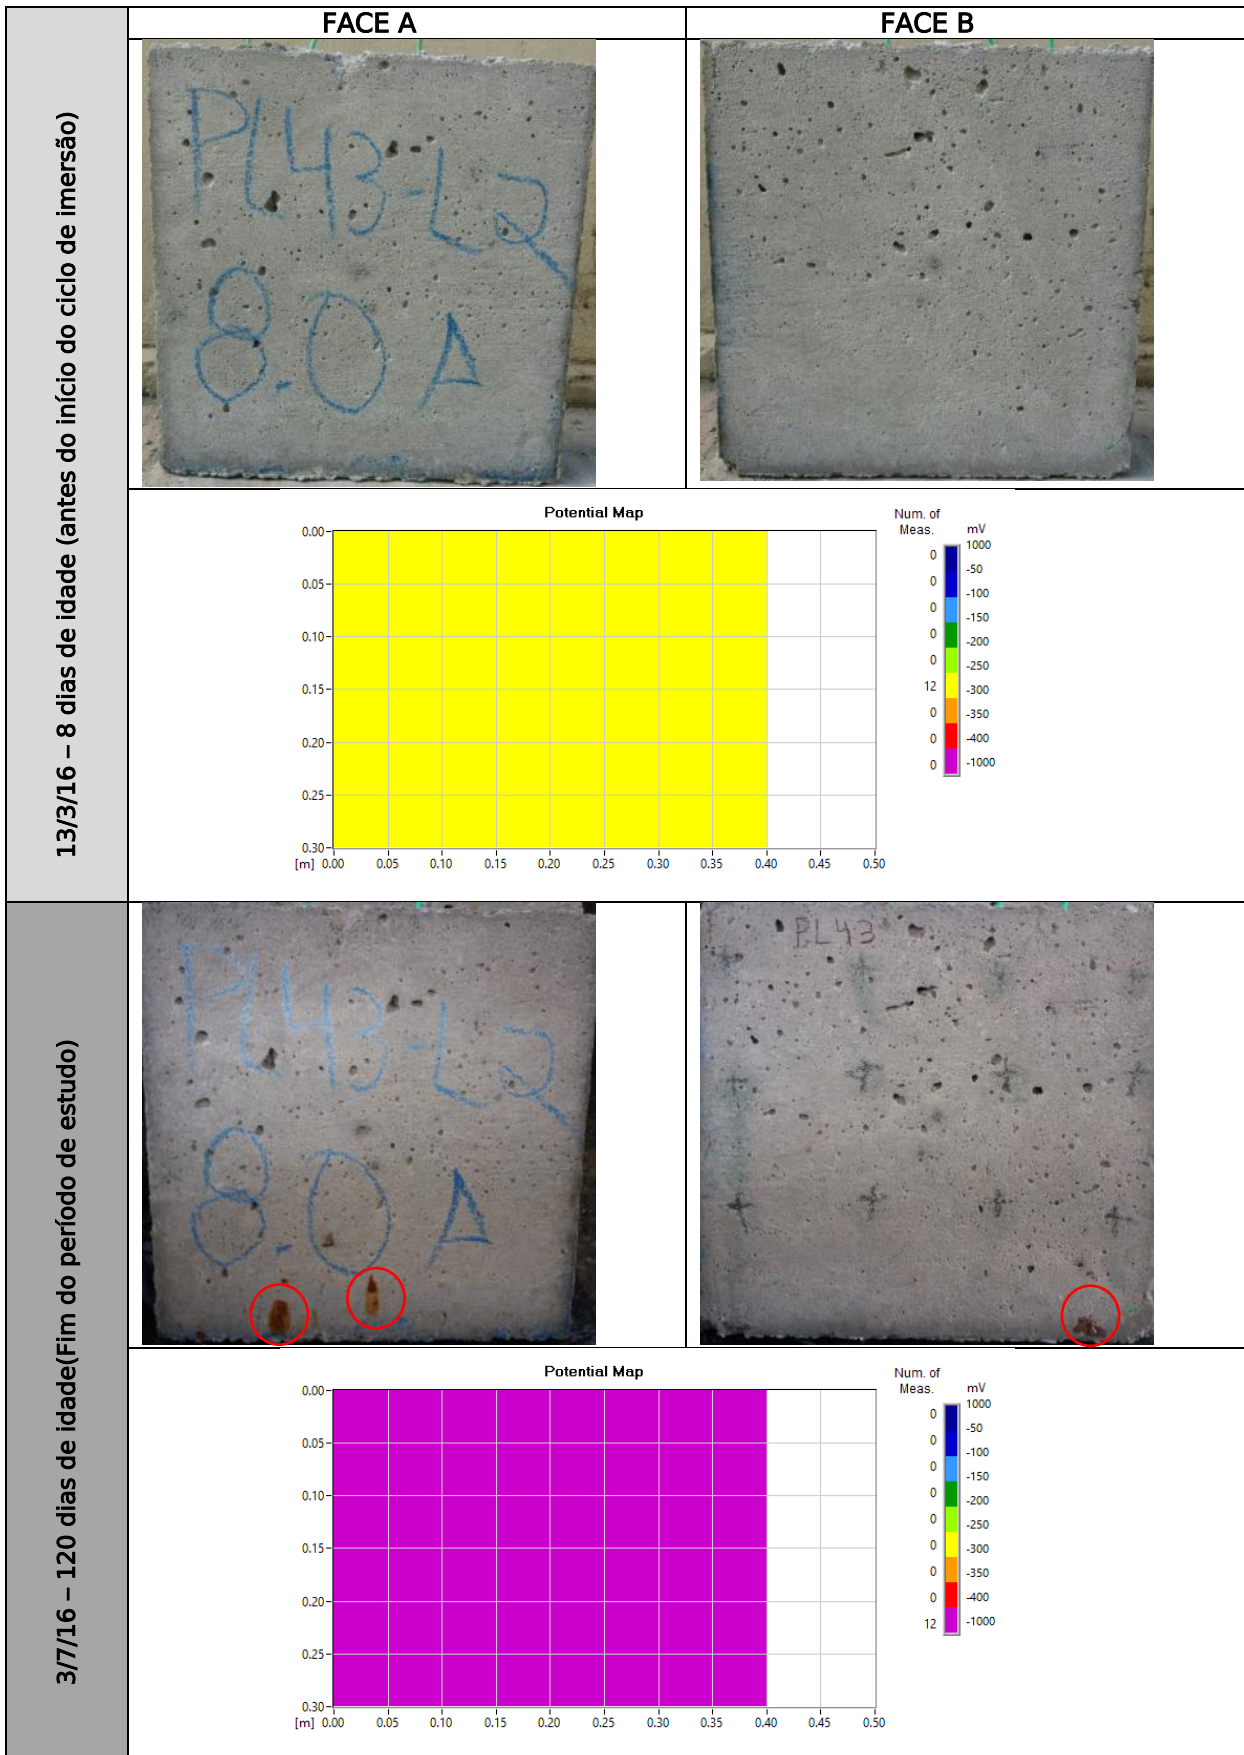 FACE A
FACE B
13/3/16 – 8 dias de idade (antes do início do ciclo de imersão)
PL43-LQ
8.0 A
Potential Map
Num. of
Meas.
mV
0.00
0.05
0.10
0.15
0.20
0.25
0.30
[m] 0.00 0.05 0.10 0.15 0.20 0.25 0.30 0.35 0.40 0.45 0.50
0
0
0
0
0
12
0
0
0
1000
-50
-100
-150
-200
-250
-300
-350
-400
-1000
3/7/16 – 120 dias de idade(Fim do período de estudo)
PL43-LQ
8.0 A
PL43
Potential Map
Num. of
Meas.
mV
0.00
0.05
0.10
0.15
0.20
0.25
0.30
[m] 0.00 0.05 0.10 0.15 0.20 0.25 0.30 0.35 0.40 0.45 0.50
0
0
0
0
0
0
0
0
12
1000
-50
-100
-150
-200
-250
-300
-350
-400
-1000